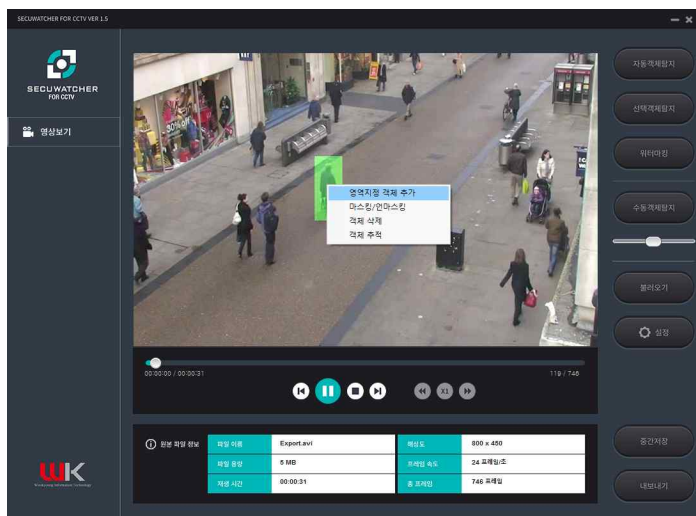 SECUWATCHER FOR CCTV VER 1.5
SECUWATCHER
FOR CCTV
영상보기
30%
영역지정 객체 추가
마스킹/언마스킹
객체 삭제
객체 추적
자동객체탐지
선택객체탐지
워터마킹
수동객체탐지
불러오기
설정
00:00:00 / 00:00:31
119 / 746
X1
원본 파일 정보
파일 이름 Export.avi 해상도 800 x 450
파일 용량 5 MB 프레임 속도 24 프레임/초
재생 시간 00:00:31 총 프레임 746 프레임
중간저장
내보내기
WK